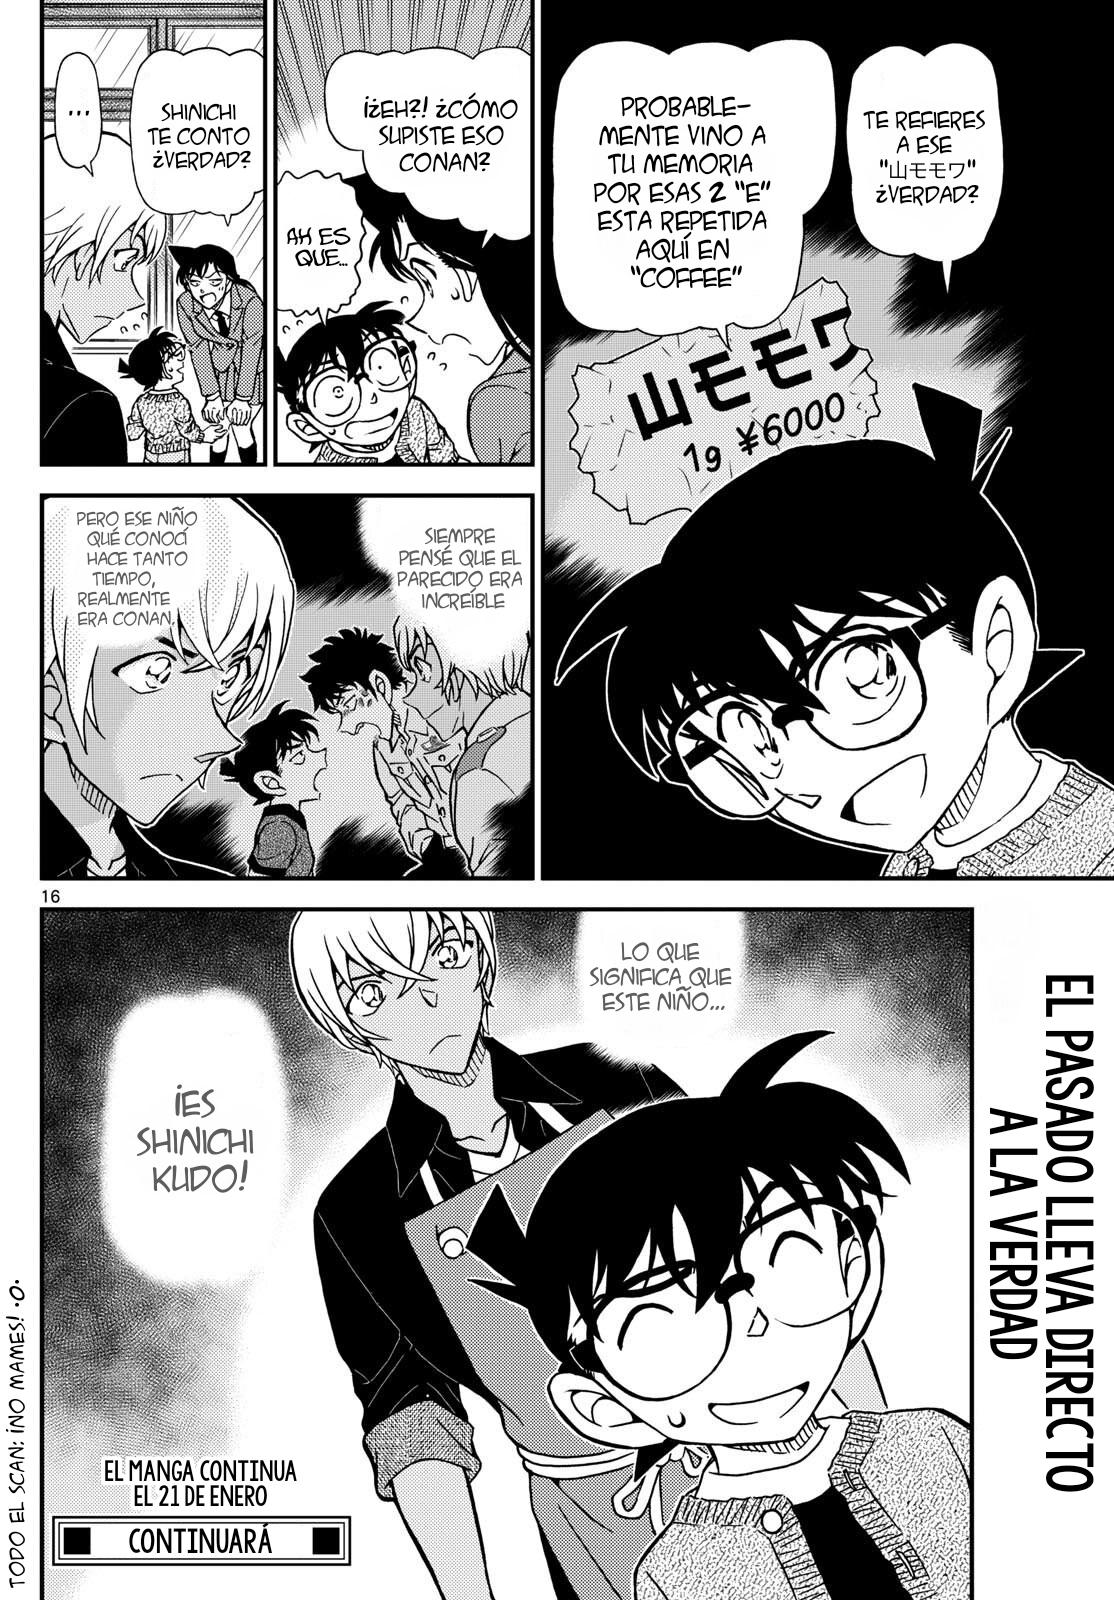 TE REFIERES
A ESE
"山モモワ"
¿VERDAD?
PROBABLE-
MENTE VINO A
TU MEMORIA
POR ESAS 2 "E"
ESTA REPETIDA
AQUÍ EN
"COFFEE"
山モモワ
1g ¥6000
¡¿EH?! ¿CÓMO
SUPISTE ESO
CONAN?
AH ES
QUE...
SHINICHI
TE CONTO
¿VERDAD?
...
SIEMPRE
PENSÉ QUE EL
PARECIDO ERA
INCREÍBLE
PERO ESE NIÑO
QUÉ CONOCÍ
HACE TANTO
TIEMPO,
REALMENTE
ERA CONAN.
16
LO QUE
SIGNIFICA QUE
ESTE NIÑO...
¡ES
SHINICHI
KUDO!
EL PASADO LLEVA DIRECTO
A LA VERDAD
EL MANGA CONTINUA
EL 21 DE ENERO
CONTINUARÁ
TODO EL SCAN: ¡NO MAMES! •O•